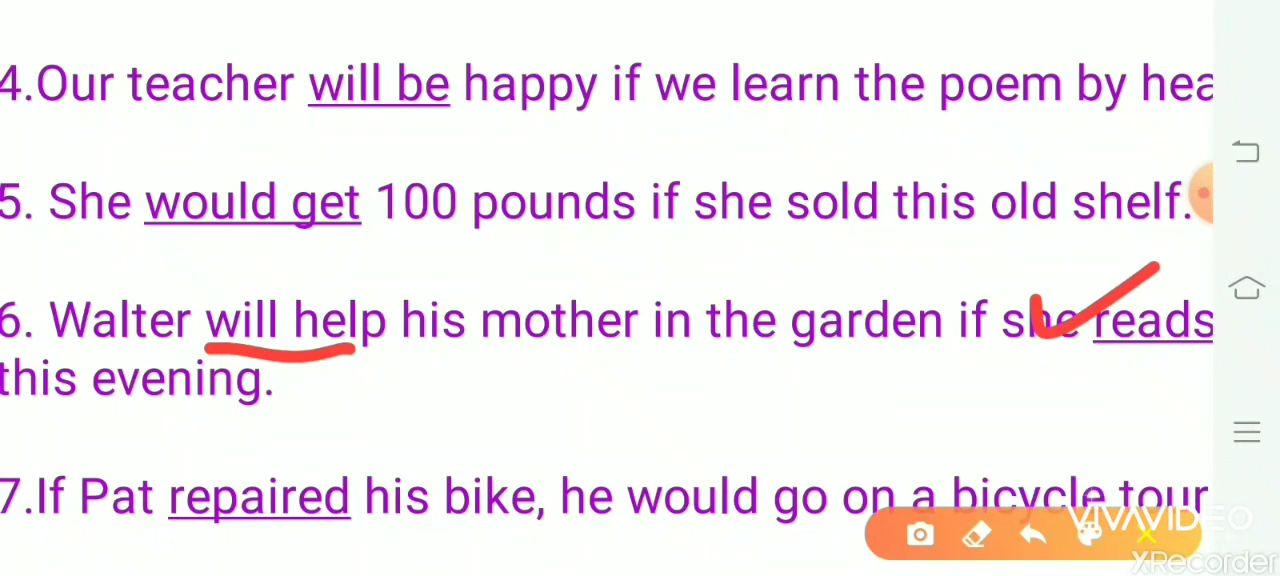 4.Our teacher will be happy if we learn the poem by hea
5. She would get 100 pounds if she sold this old shelf.
6. Walter will help his mother in the garden if she reads
this evening.
7.If Pat repaired his bike, he would go on a bicycle tour
VIVAVIDEO
XRecorder